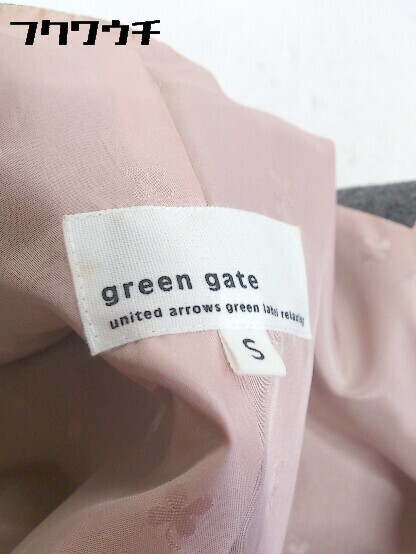 フクワウチ
green gate
united arrows green label relaxing
S